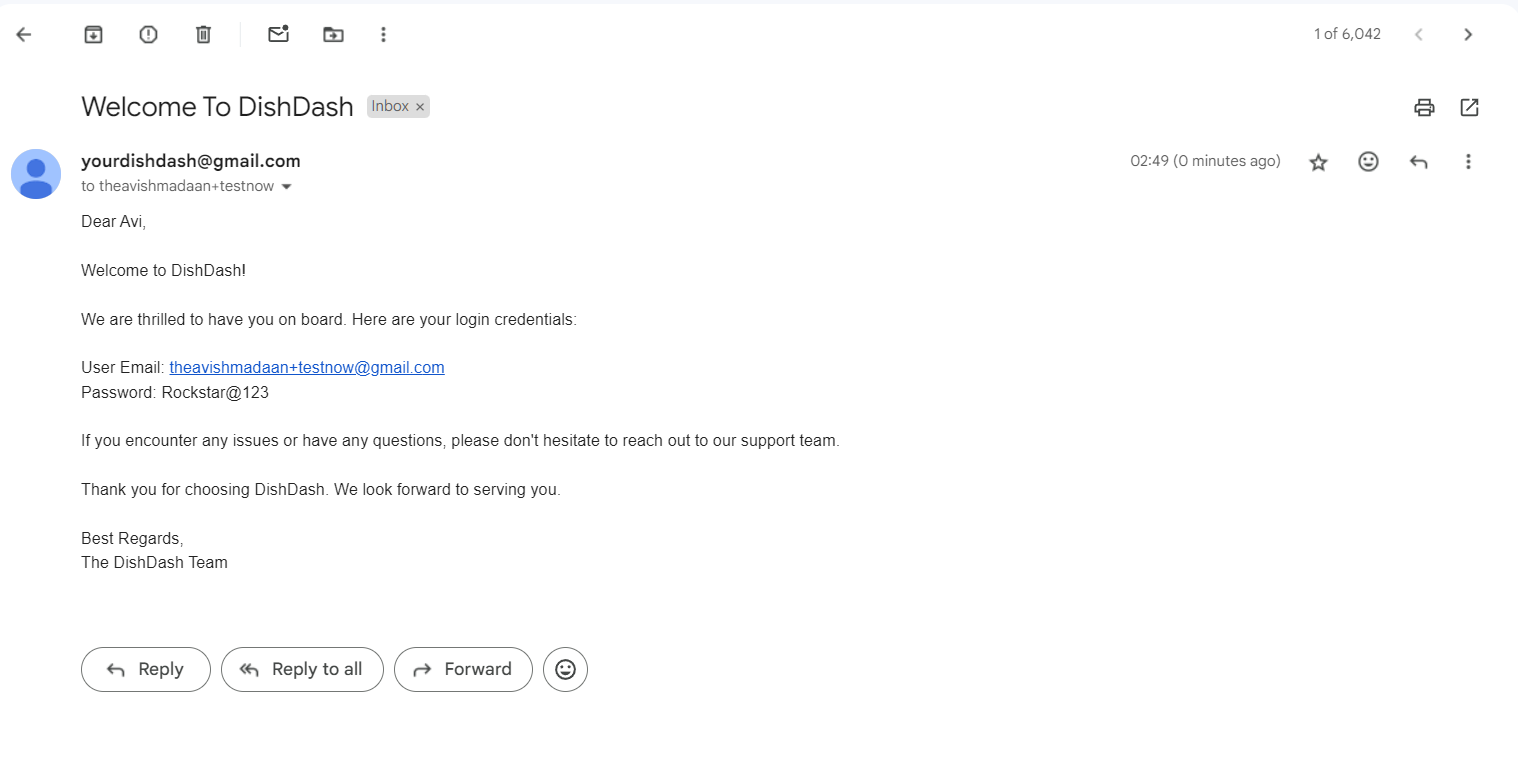 1 of 6,042
Welcome To DishDash Inbox ×
yourdishdash@gmail.com 02:49 (0 minutes ago)
to theavishmadaan+testnow
Dear Avi,
Welcome to DishDash!
We are thrilled to have you on board. Here are your login credentials:
User Email: theavishmadaan+testnow@gmail.com
Password: Rockstar@123
If you encounter any issues or have any questions, please don't hesitate to reach out to our support team.
Thank you for choosing DishDash. We look forward to serving you.
Best Regards,
The DishDash Team
Reply Reply to all Forward